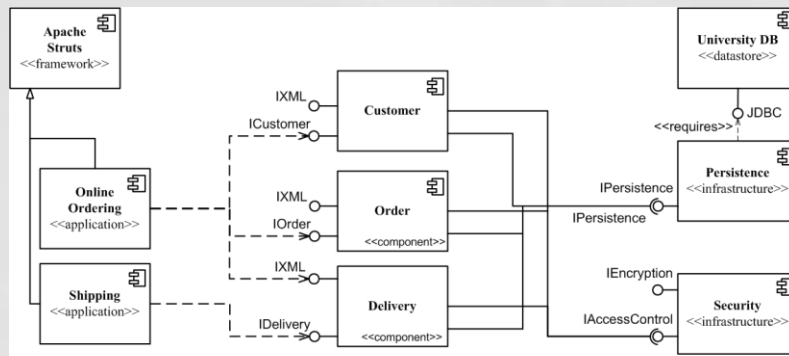 Apache
Struts
<<framework>>
Online
Ordering
<<application>>
Shipping
<<application>>
IXML
ICustomer
Customer
IXML
IOrder
Order
<<component>>
IXML
IDelivery
Delivery
<<component>>
University DB
<<datastore>>
JDBC
<<requires>>
IPersistence
IPersistence
Persistence
<<infrastructure>>
IEncryption
IAccessControl
Security
<<infrastructure>>